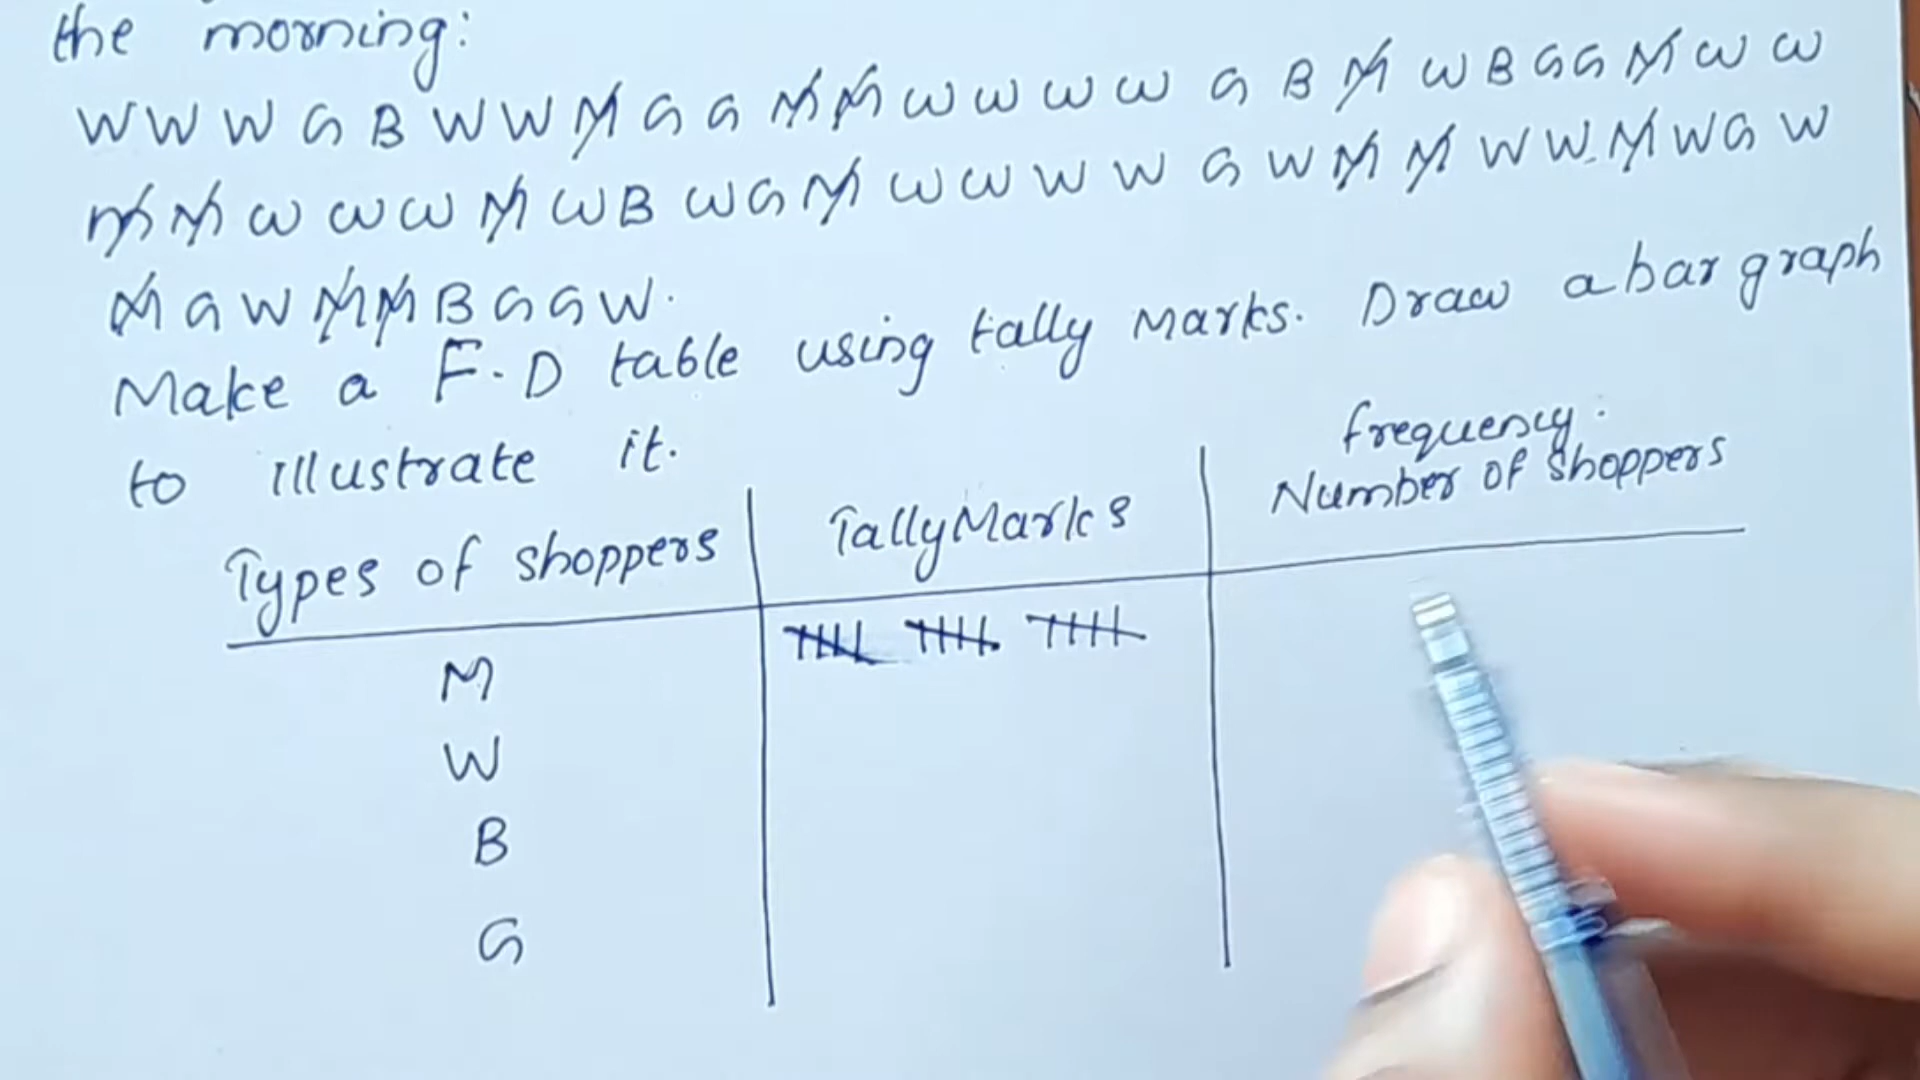 the morning:
W W W G B W W M G G M M W W W W G B M W B G G M W W
M M W W W M W B W G M W W W W G W M M W W M W G W
M G W M M B G G W.
Make a F.D table using tally Marks. Draw a bar graph
to Illustrate it.
Types of shoppers Tally Marks frequency. Number of shoppers
M
W
B
G